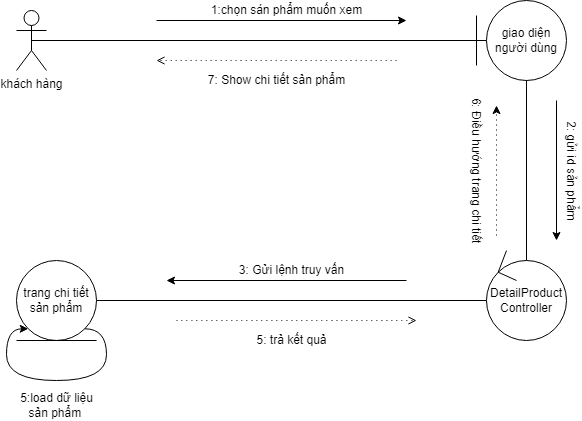 1:chọn sản phẩm muốn xem
giao diện
người dùng
khách hàng
7: Show chi tiết sản phẩm
6: Điều hướng trang chi tiết
2: gửi id sản phẩm
3: Gửi lệnh truy vấn
trang chi tiết
sản phẩm
DetailProduct
Controller
5: trả kết quả
5:load dữ liêu
sản phẩm